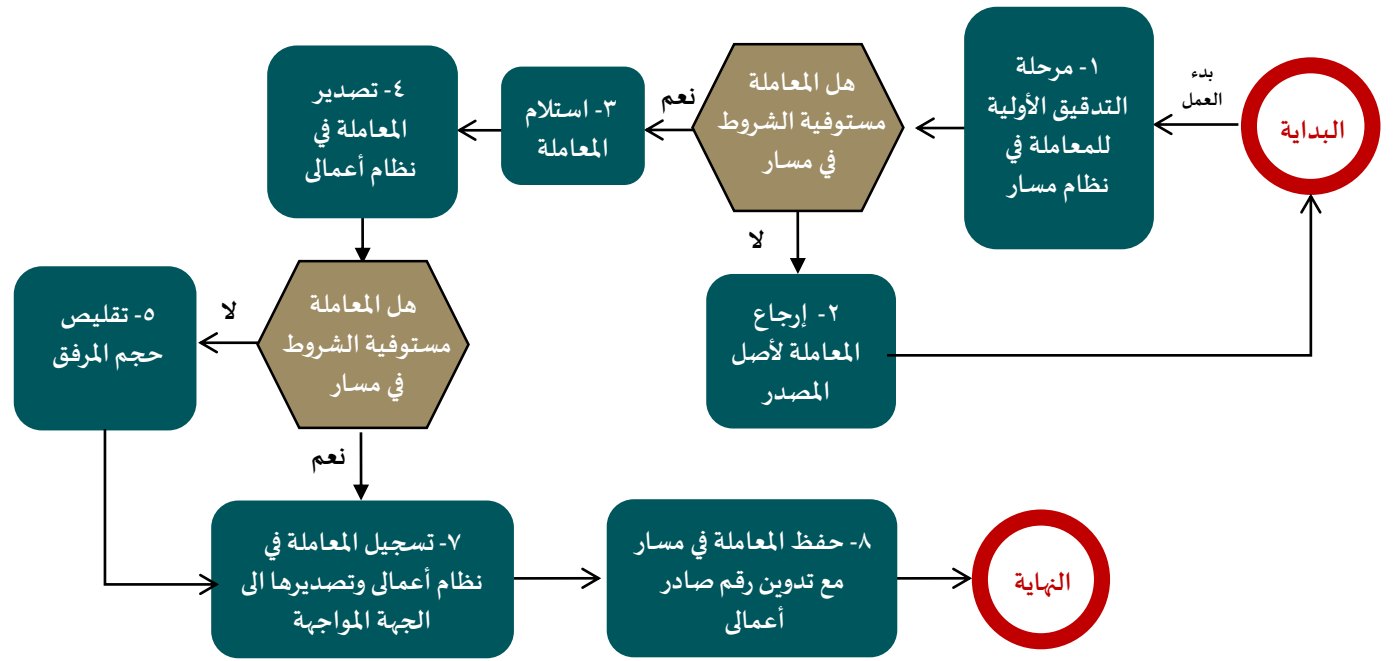 البداية
بدء
العمل
١- مرحلة
التدقيق الأولية
للمعاملة في
نظام مسار
هل المعاملة
مستوفية الشروط
في مسار
نعم
لا
٢- إرجاع
المعاملة لأصل
المصدر
٣- استلام
المعاملة
٤- تصدير
المعاملة في
نظام أعمالى
هل المعاملة
مستوفية الشروط
في مسار
لا
٥- تقليص
حجم المرفق
نعم
٧- تسجيل المعاملة في
نظام أعمالى وتصديرها الى
الجهة المواجهة
٨- حفظ المعاملة في مسار
مع تدوين رقم صادر
أعمالى
النهاية